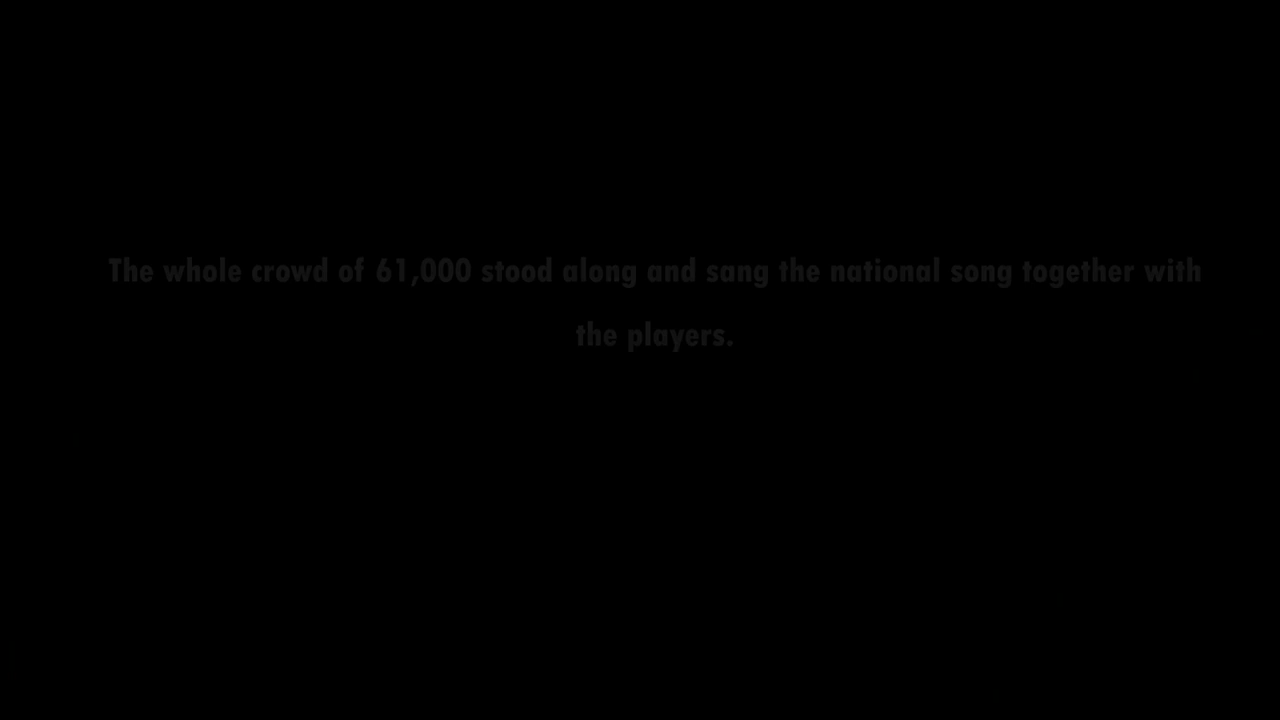 The whole crowd of 61,000 stood along and sang the national song together with
the players.